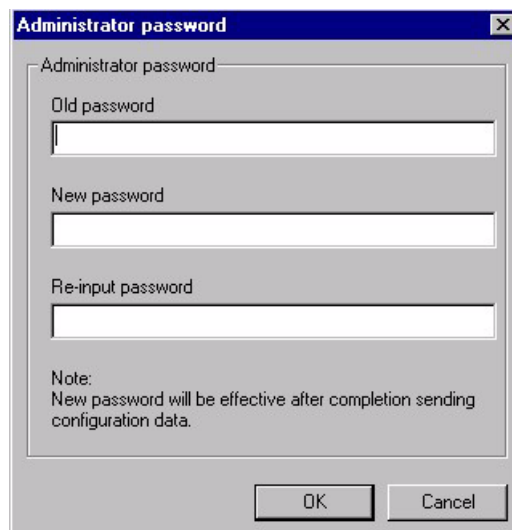 Administrator password
Administrator password
Old password
New password
Re-input password
Note:
New password will be effective after completion sending
configuration data.
OK
Cancel